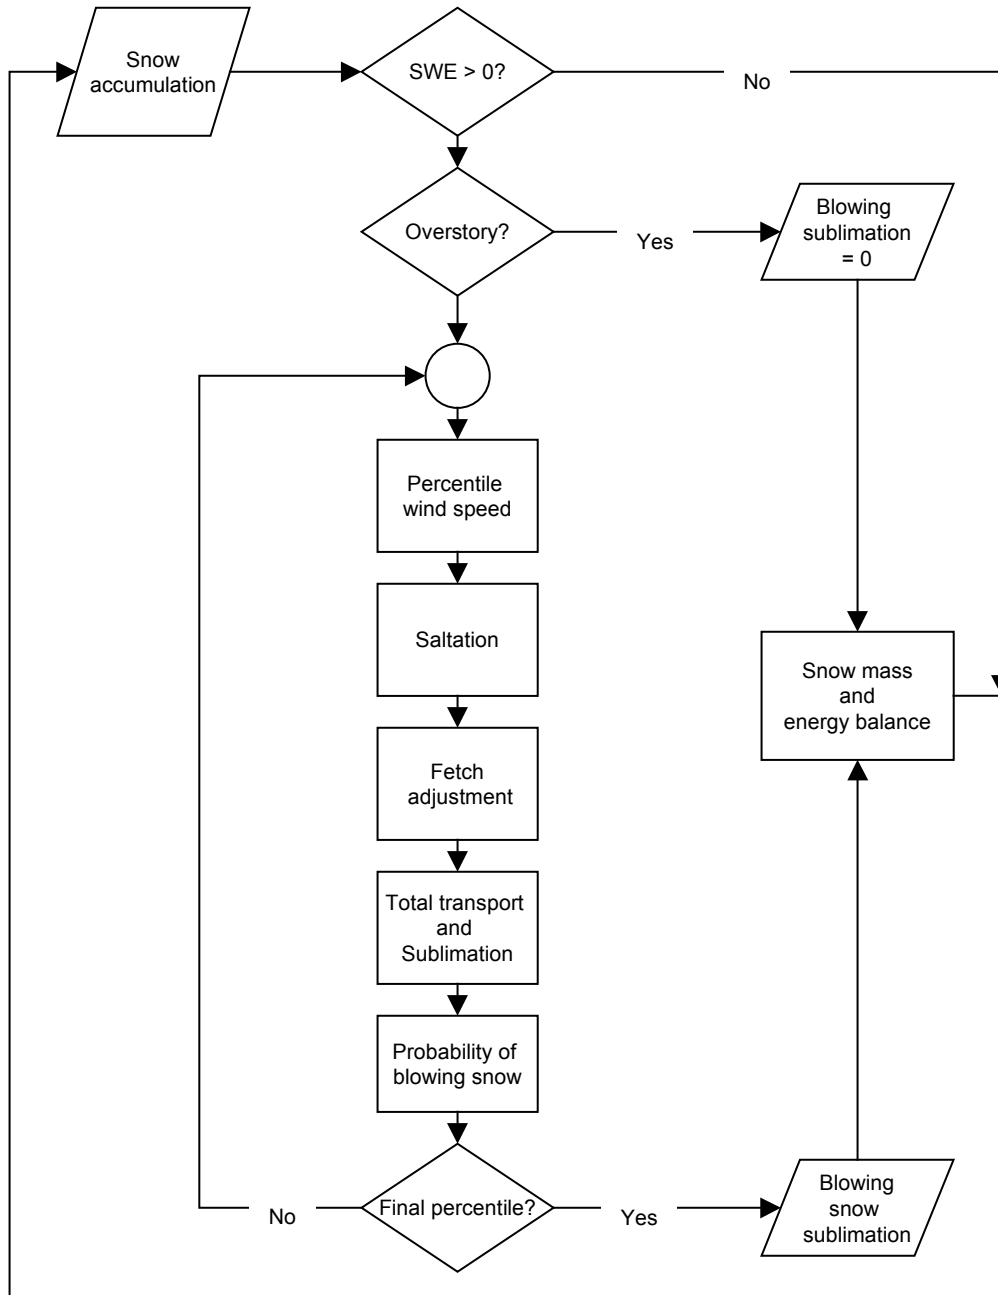 Snow
accumulation
SWE > 0?
No
Overstory?
Yes
Blowing
sublimation
= 0
Percentile
wind speed
Saltation
Snow mass
and
energy balance
Fetch
adjustment
Total transport
and
Sublimation
Probability of
blowing snow
Final percentile?
No
Yes
Blowing
snow
sublimation